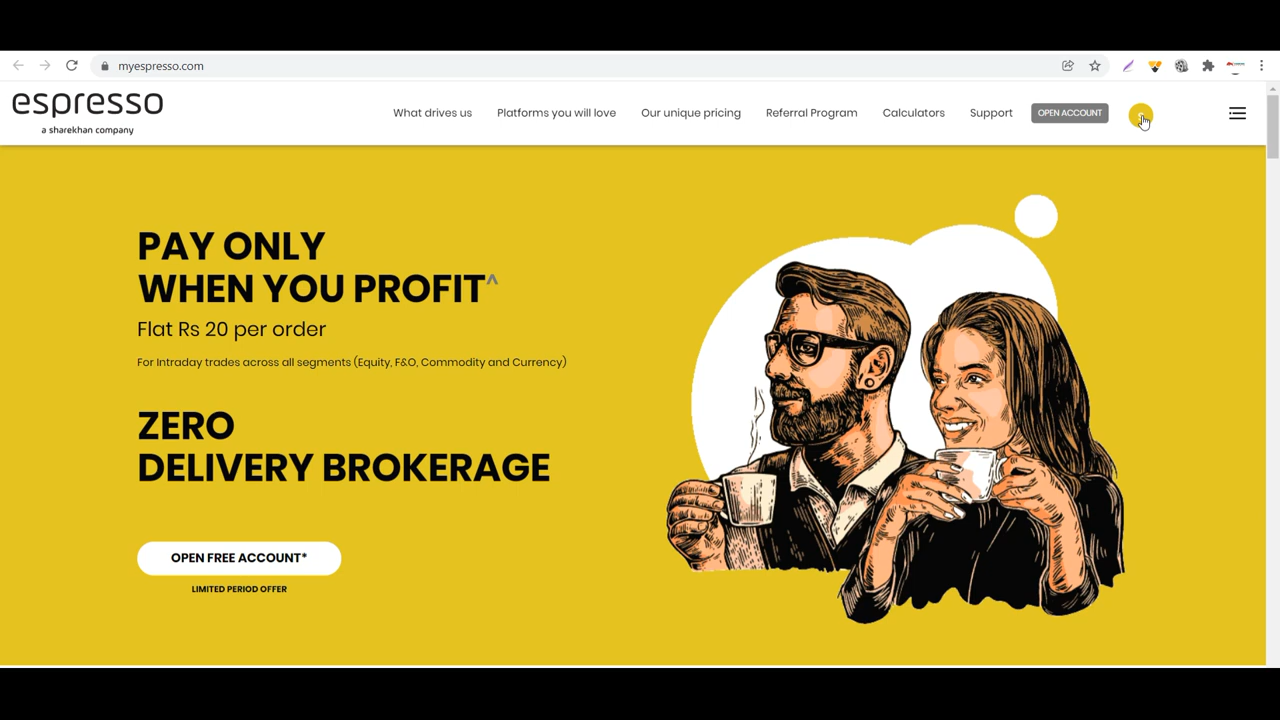 myespresso.com
espresso
a sharekhan company
What drives us
Platforms you will love
Our unique pricing
Referral Program
Calculators
Support
OPEN ACCOUNT
PAY ONLY
WHEN YOU PROFIT^
Flat Rs 20 per order
For Intraday trades across all segments (Equity, F&O, Commodity and Currency)
ZERO
DELIVERY BROKERAGE
OPEN FREE ACCOUNT*
LIMITED PERIOD OFFER